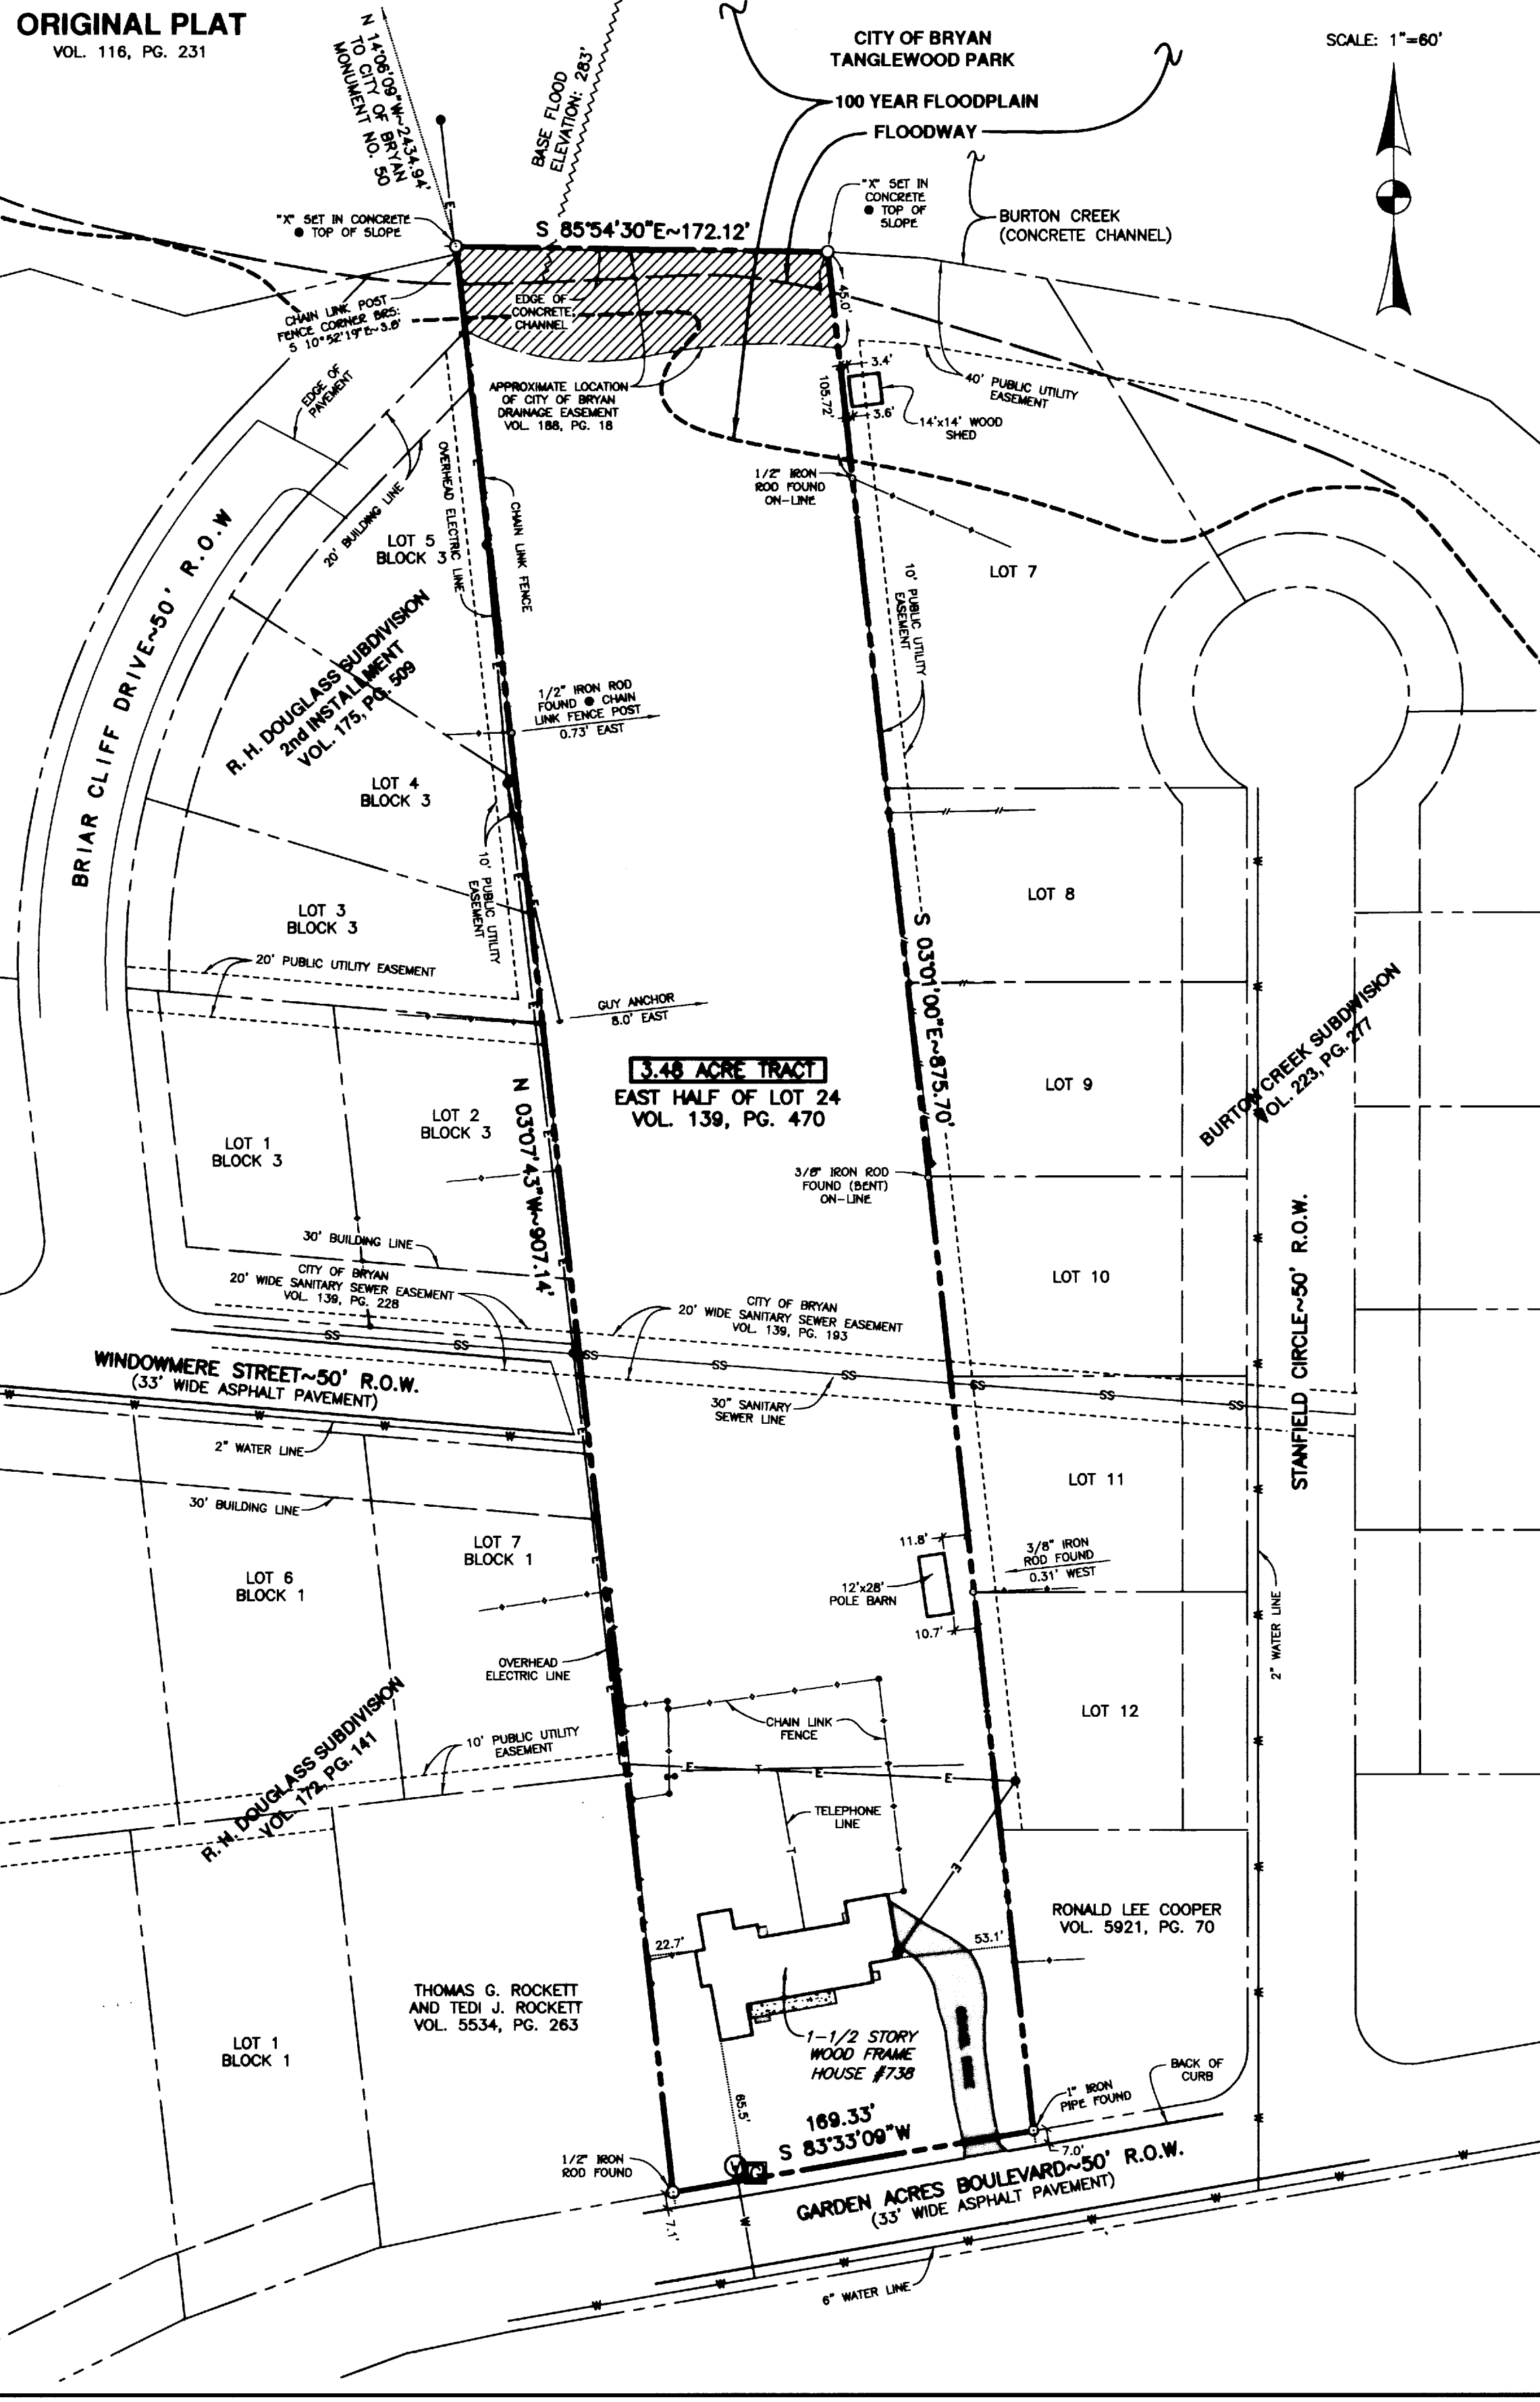 ORIGINAL PLAT
VOL. 116, PG. 231
N 14°06'09"W~2434.94'
TO CITY OF BRYAN
MONUMENT NO. 50
BASE FLOOD
ELEVATION: 283'
CITY OF BRYAN
TANGLEWOOD PARK
100 YEAR FLOODPLAIN
FLOODWAY
SCALE: 1"=60'
"X" SET IN CONCRETE
@ TOP OF SLOPE
"X" SET IN
CONCRETE
@ TOP OF
SLOPE
BURTON CREEK
(CONCRETE CHANNEL)
S 85°54'30"E~172.12'
E
CHAIN LINK POST
FENCE CORNER BRS:
S 10°52'19"E~3.8'
EDGE OF
CONCRETE
CHANNEL
45.0'
EDGE OF
PAVEMENT
APPROXIMATE LOCATION
OF CITY OF BRYAN
DRAINAGE EASEMENT
VOL. 188, PG. 18
105.72'
3.4'
3.6'
14'x14' WOOD
SHED
40' PUBLIC UTILITY
EASEMENT
1/2" IRON
ROD FOUND
ON-LINE
20' BUILDING LINE
OVERHEAD ELECTRIC LINE
CHAIN LINK FENCE
LOT 5
BLOCK 3
LOT 7
10' PUBLIC UTILITY
EASEMENT
BRIAR CLIFF DRIVE~50' R.O.W
R. H. DOUGLASS SUBDIVISION
2nd INSTALLMENT
VOL. 175, PG. 509
1/2" IRON ROD
FOUND @ CHAIN
LINK FENCE POST
0.73' EAST
LOT 4
BLOCK 3
10' PUBLIC UTILITY
EASEMENT
LOT 3
BLOCK 3
LOT 8
20' PUBLIC UTILITY EASEMENT
GUY ANCHOR
8.0' EAST
S 03°01'00"E~875.70'
3.48 ACRE TRACT
EAST HALF OF LOT 24
VOL. 139, PG. 470
LOT 9
BURTON CREEK SUBDIVISION
VOL. 223, PG. 277
N 03°07'43"W~907.14'
LOT 2
BLOCK 3
LOT 1
BLOCK 3
3/8" IRON ROD
FOUND (BENT)
ON-LINE
30' BUILDING LINE
CITY OF BRYAN
20' WIDE SANITARY SEWER EASEMENT
VOL. 139, PG. 228
LOT 10
CITY OF BRYAN
20' WIDE SANITARY SEWER EASEMENT
VOL. 139, PG. 193
STANFIELD CIRCLE~50' R.O.W.
SS SS SS SS SS SS SS SS
WINDOWMERE STREET~50' R.O.W.
(33' WIDE ASPHALT PAVEMENT)
30" SANITARY
SEWER LINE
W W W W W
2" WATER LINE
30' BUILDING LINE
LOT 11
LOT 7
BLOCK 1
LOT 6
BLOCK 1
11.8'
12'x28'
POLE BARN
10.7'
3/8" IRON
ROD FOUND
0.31' WEST
2" WATER LINE
OVERHEAD
ELECTRIC LINE
LOT 12
CHAIN LINK
FENCE
10' PUBLIC UTILITY
EASEMENT
R. H. DOUGLASS SUBDIVISION
VOL. 172, PG. 141
E T E E
TELEPHONE
LINE
T
E
RONALD LEE COOPER
VOL. 5921, PG. 70
22.7'
53.1'
THOMAS G. ROCKETT
AND TEDI J. ROCKETT
VOL. 5534, PG. 263
LOT 1
BLOCK 1
1-1/2 STORY
WOOD FRAME
HOUSE #738
65.5'
BACK OF
CURB
1" IRON
PIPE FOUND
169.33'
S 83°33'09"W
7.0'
1/2" IRON
ROD FOUND
G
7.1'
W
GARDEN ACRES BOULEVARD~50' R.O.W.
(33' WIDE ASPHALT PAVEMENT)
W W W W W W W W
6" WATER LINE